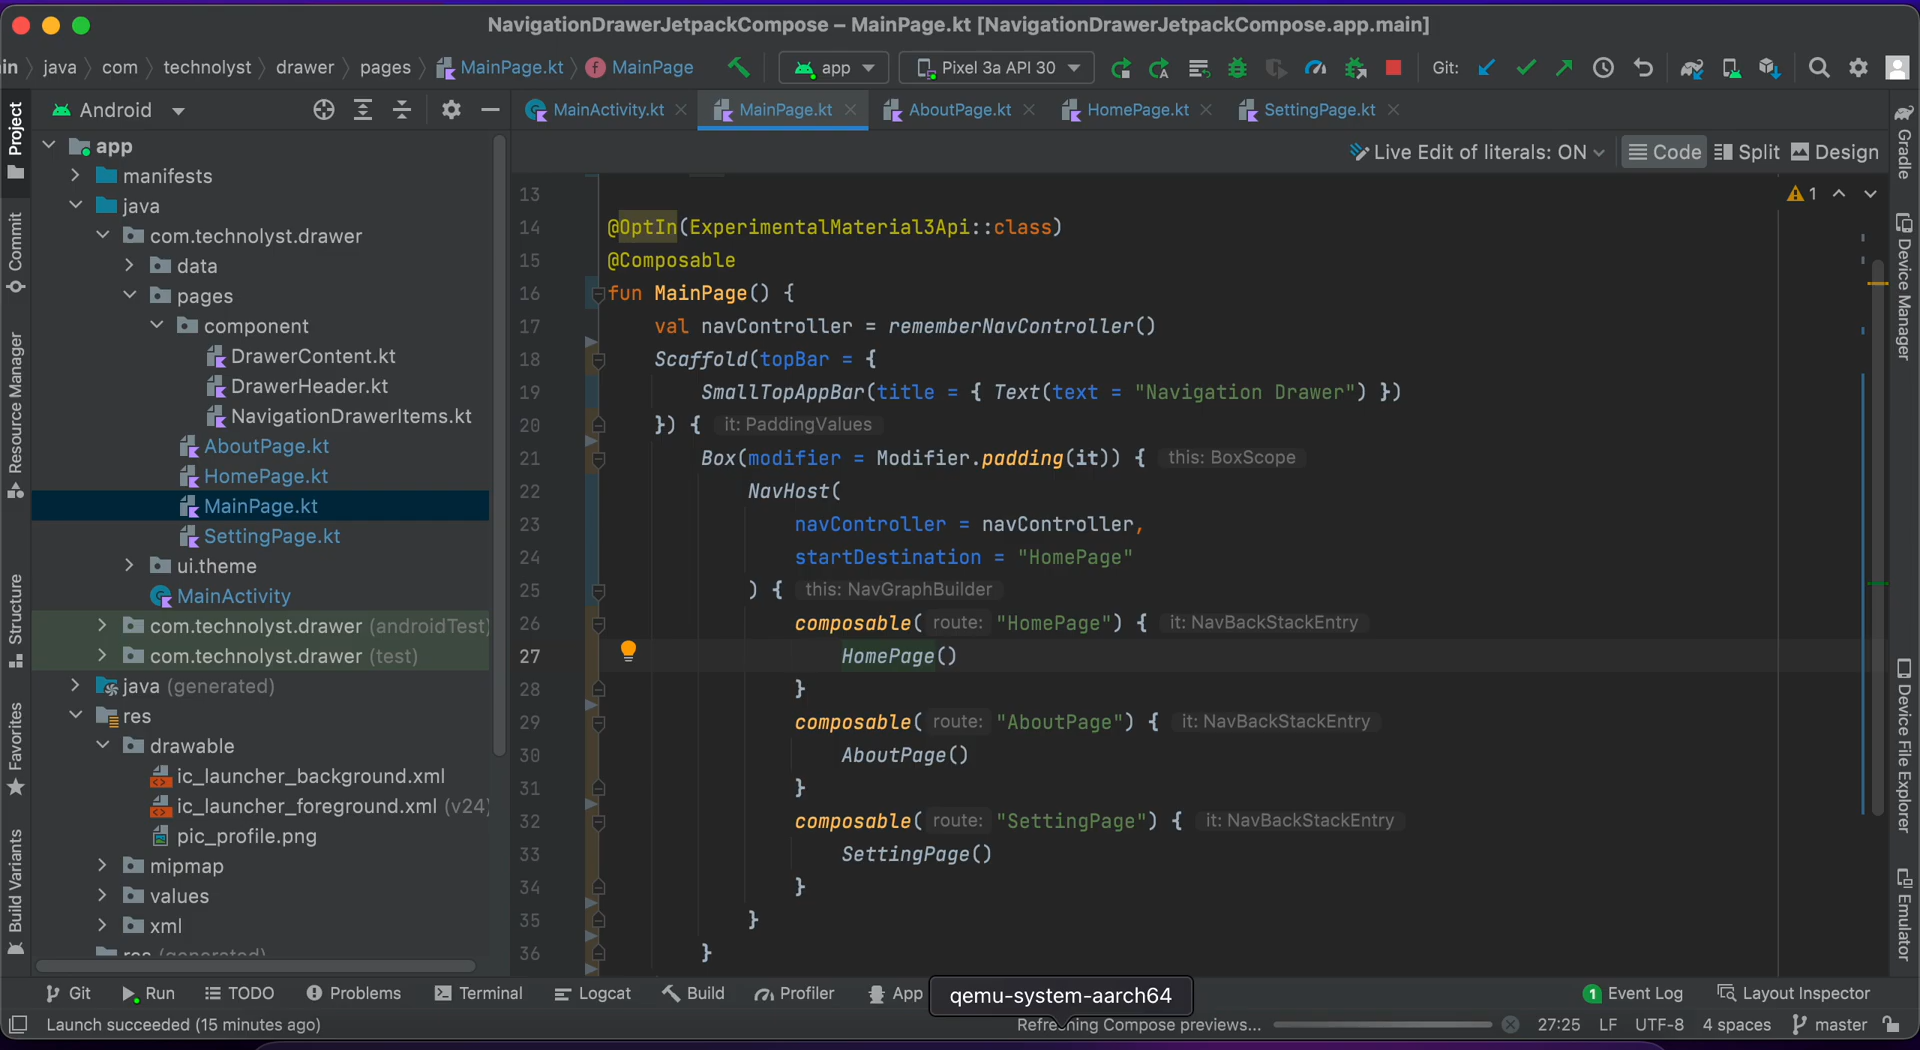 NavigationDrawerJetpackCompose – MainPage.kt [NavigationDrawerJetpackCompose.app.main]
in java com technolyst drawer pages MainPage.kt MainPage app Pixel 3a API 30 Git:
Project
Android
MainActivity.kt MainPage.kt AboutPage.kt HomePage.kt SettingPage.kt
Gradle
app
Live Edit of literals: ON Code Split Design
manifests
java
com.technolyst.drawer
data
pages
component
DrawerContent.kt
DrawerHeader.kt
NavigationDrawerItems.kt
AboutPage.kt
HomePage.kt
MainPage.kt
SettingPage.kt
ui.theme
MainActivity
com.technolyst.drawer (androidTest)
com.technolyst.drawer (test)
java (generated)
res
drawable
ic_launcher_background.xml
ic_launcher_foreground.xml (v24)
pic_profile.png
mipmap
values
xml
res (generated)
Commit
Resource Manager
Structure
Favorites
Build Variants
1
13
14 @OptIn(ExperimentalMaterial3Api::class)
15 @Composable
16 fun MainPage() {
17 val navController = rememberNavController()
18 Scaffold(topBar = {
19 SmallTopAppBar(title = { Text(text = "Navigation Drawer") })
20 }) { it: PaddingValues
21 Box(modifier = Modifier.padding(it)) { this: BoxScope
22 NavHost(
23 navController = navController,
24 startDestination = "HomePage"
25 ) { this: NavGraphBuilder
26 composable( route: "HomePage") { it: NavBackStackEntry
27 HomePage()
28 }
29 composable( route: "AboutPage") { it: NavBackStackEntry
30 AboutPage()
31 }
32 composable( route: "SettingPage") { it: NavBackStackEntry
33 SettingPage()
34 }
35 }
36 }
Device Manager
Device File Explorer
Emulator
Git Run TODO Problems Terminal Logcat Build Profiler App
qemu-system-aarch64
1 Event Log Layout Inspector
Launch succeeded (15 minutes ago) Refreshing Compose previews... 27:25 LF UTF-8 4 spaces master